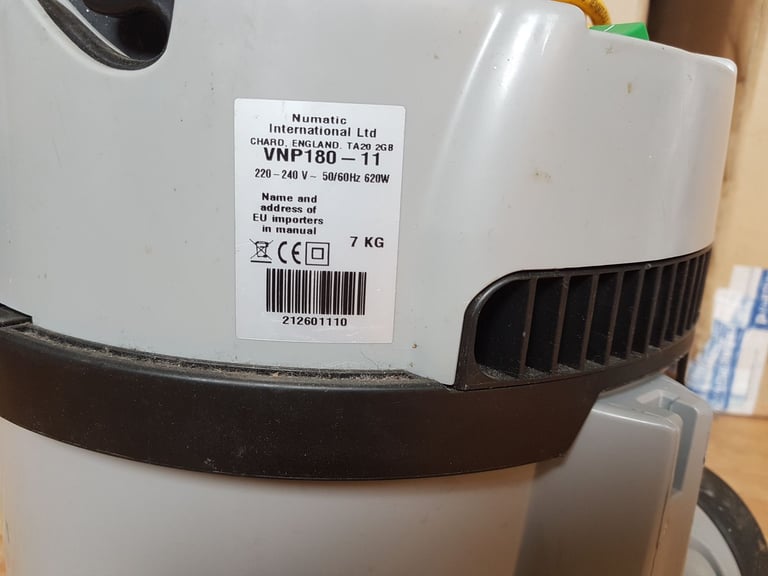 Numatic
International Ltd
CHARD, ENGLAND. TA20 2GB
VNP180-11
220-240 V~ 50/60Hz 620W
Name and
address of
EU importers
in manual
7 KG
CE
212601110